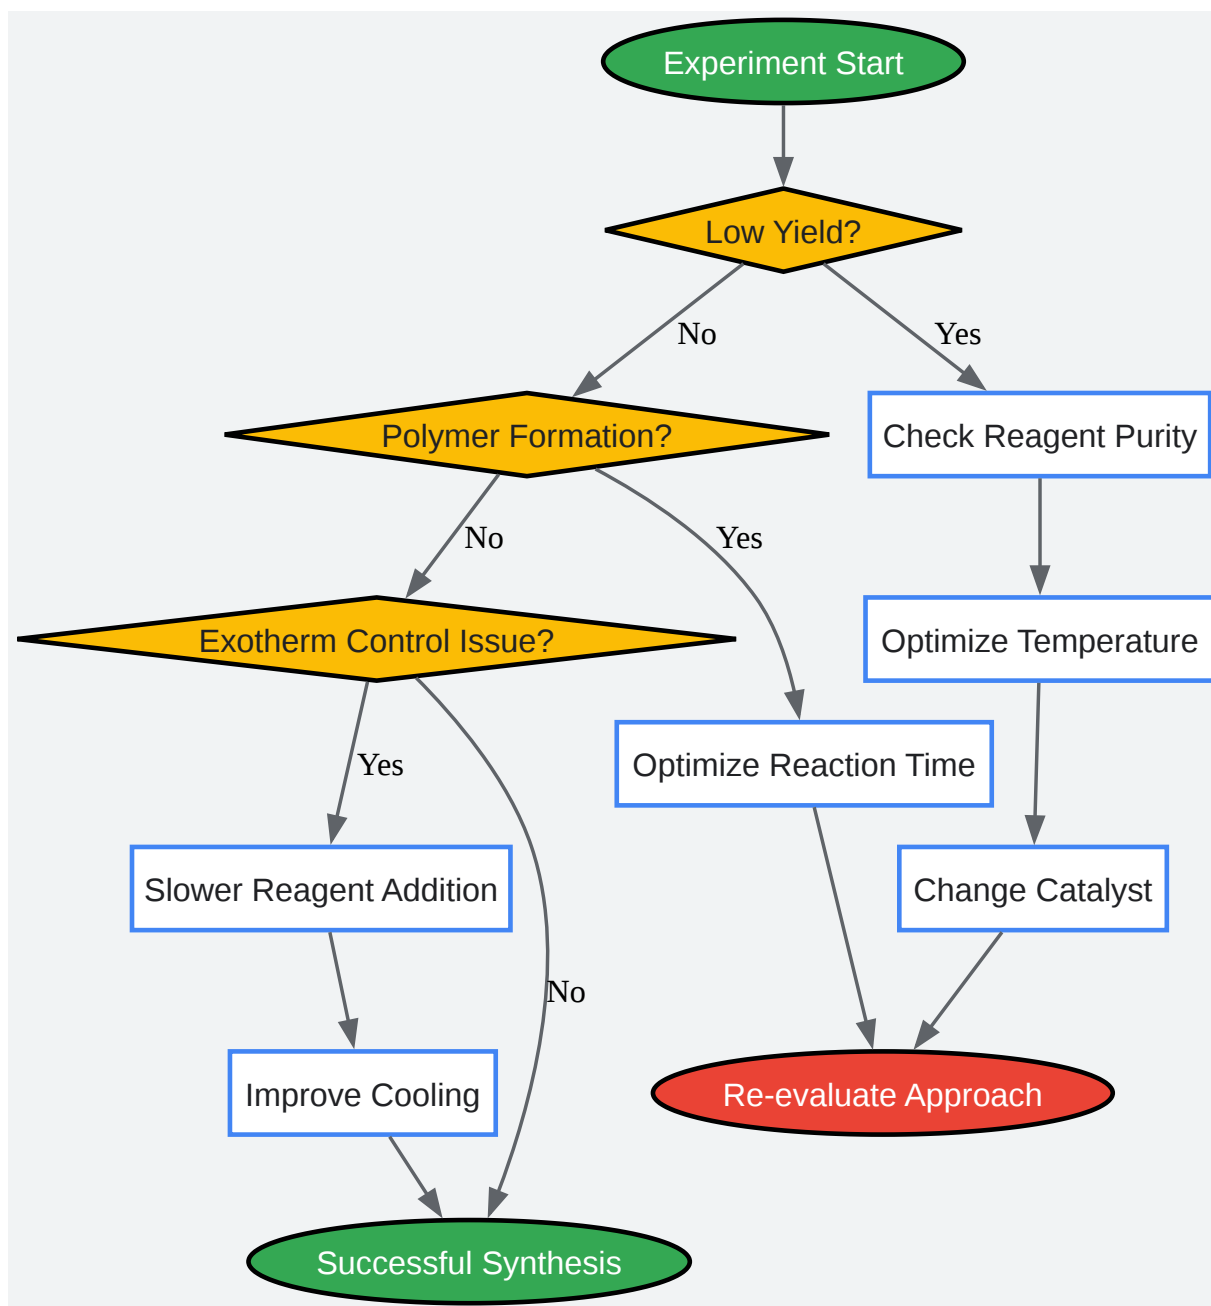 Experiment Start
Low Yield?
No
Yes
Polymer Formation?
Check Reagent Purity
No
Yes
Exotherm Control Issue?
Optimize Temperature
Yes
Optimize Reaction Time
Slower Reagent Addition
Change Catalyst
No
Improve Cooling
Re-evaluate Approach
Successful Synthesis